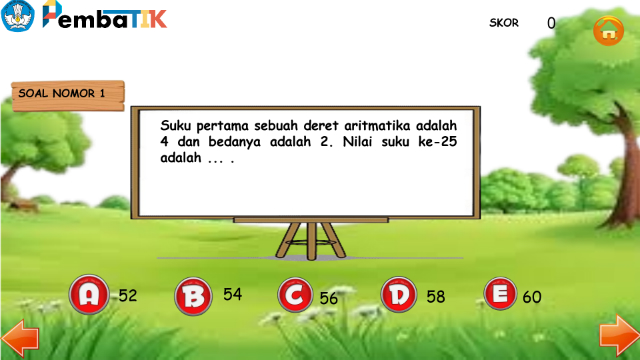 PembaTIK
SKOR 0
SOAL NOMOR 1
Suku pertama sebuah deret aritmatika adalah
4 dan bedanya adalah 2. Nilai suku ke-25
adalah ... .
A 52
B 54
C 56
D 58
E 60